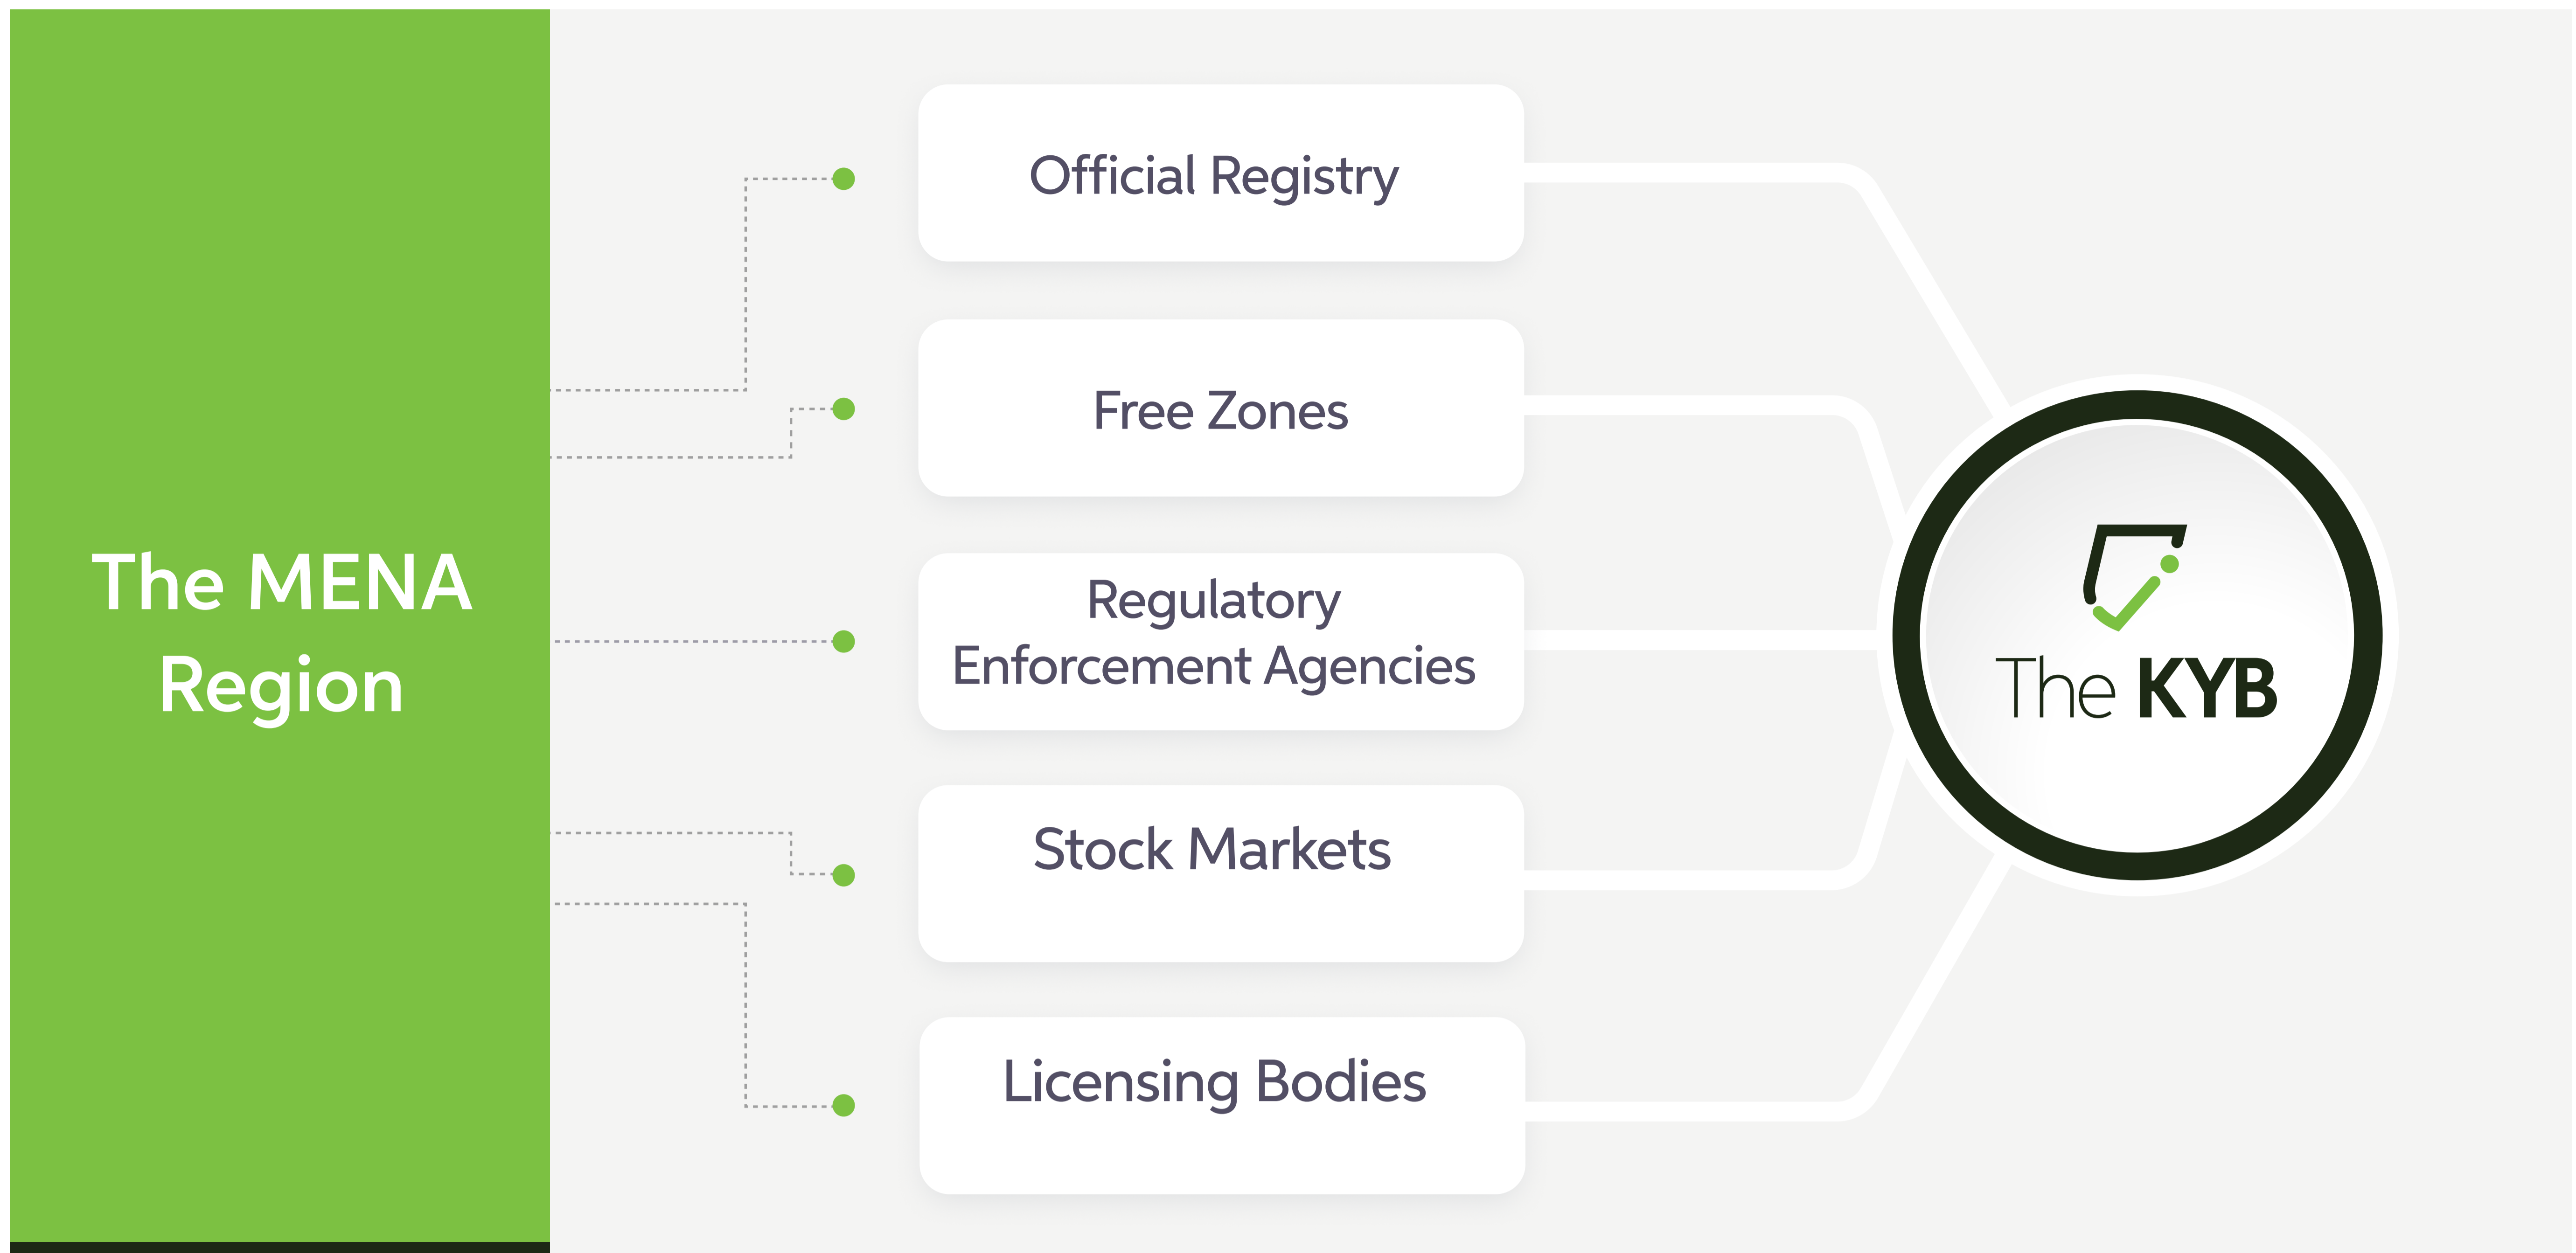 The MENA
Region
Official Registry
Free Zones
Regulatory
Enforcement Agencies
Stock Markets
Licensing Bodies
The KYB